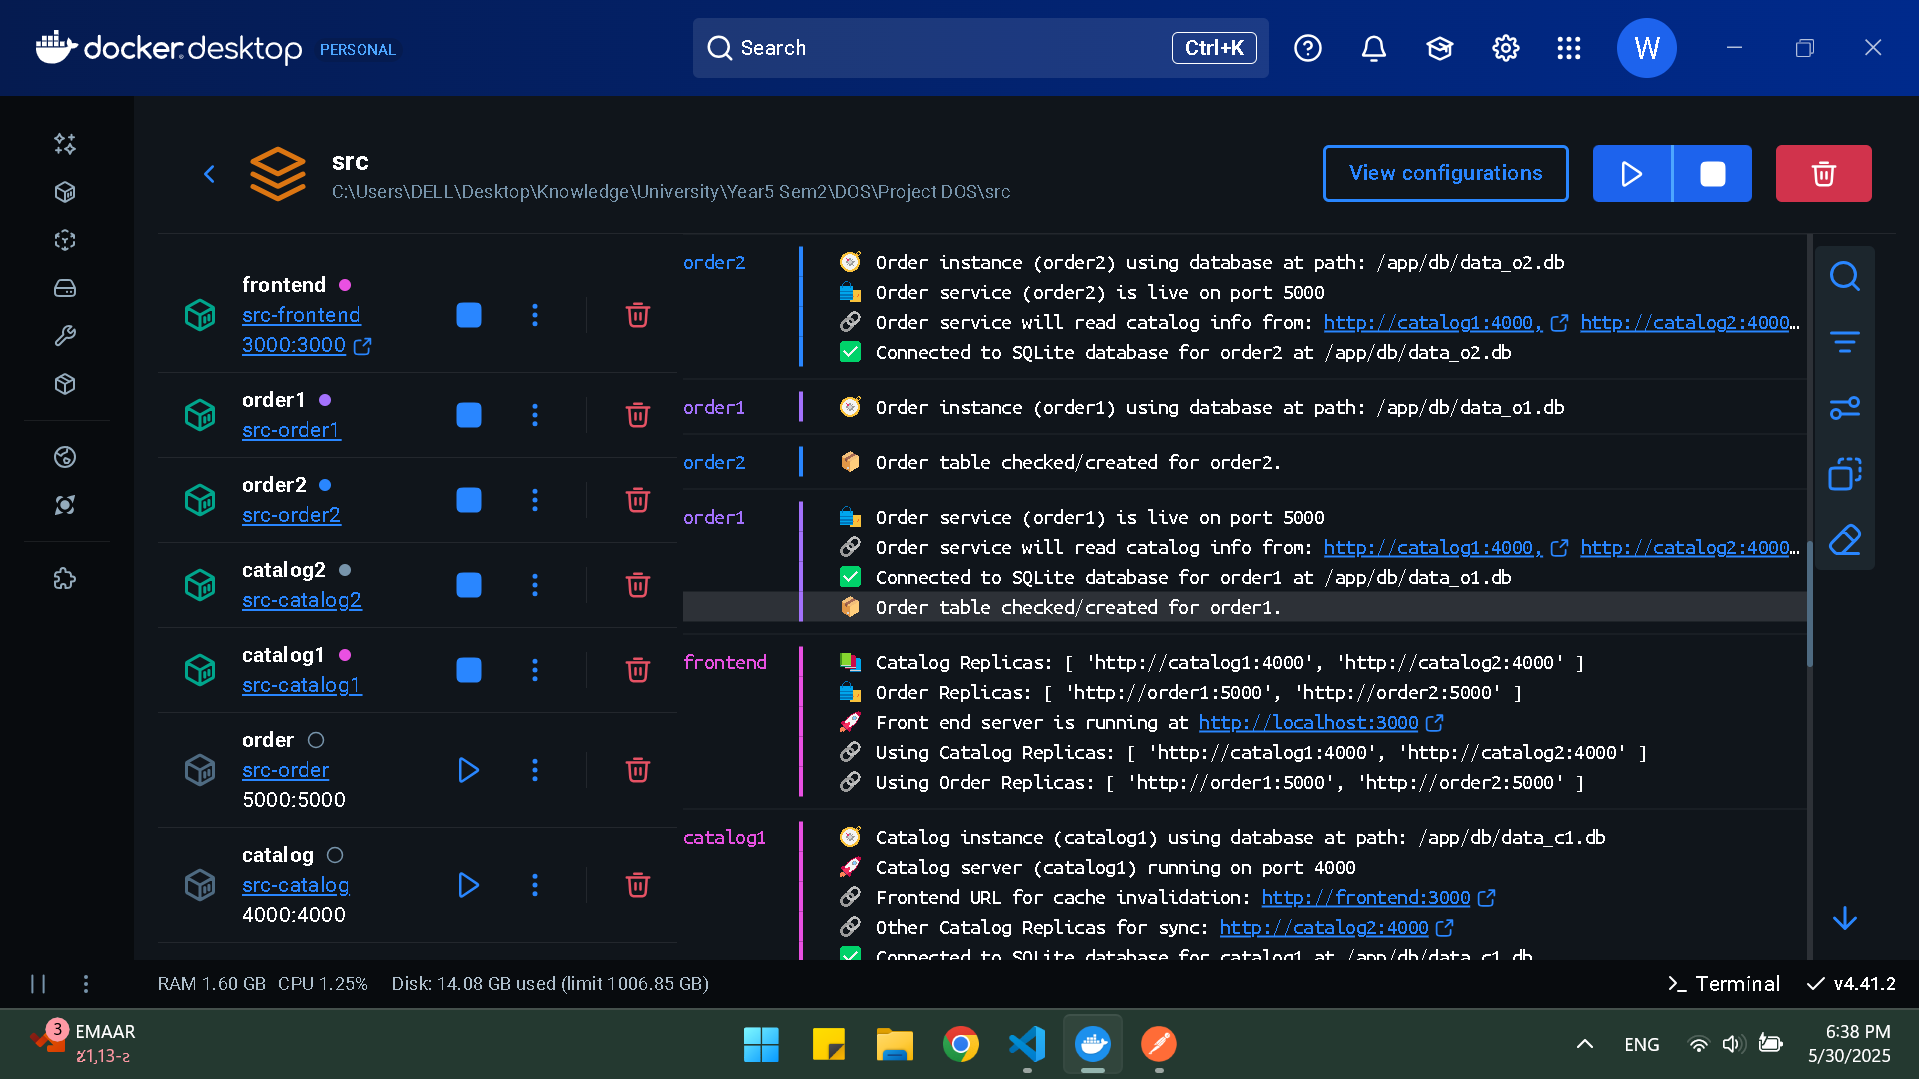 docker.desktop PERSONAL
Search
Ctrl+K
W
src
C:\Users\DELL\Desktop\Knowledge\University\Year5 Sem2\DOS\Project DOS\src
View configurations
frontend
src-frontend
3000:3000
order1
src-order1
order2
src-order2
catalog2
src-catalog2
catalog1
src-catalog1
order
src-order
5000:5000
catalog
src-catalog
4000:4000
order2
Order instance (order2) using database at path: /app/db/data_o2.db
Order service (order2) is live on port 5000
Order service will read catalog info from: http://catalog1:4000, http://catalog2:4000…
Connected to SQLite database for order2 at /app/db/data_o2.db
order1
Order instance (order1) using database at path: /app/db/data_o1.db
order2
Order table checked/created for order2.
order1
Order service (order1) is live on port 5000
Order service will read catalog info from: http://catalog1:4000, http://catalog2:4000…
Connected to SQLite database for order1 at /app/db/data_o1.db
Order table checked/created for order1.
frontend
Catalog Replicas: [ 'http://catalog1:4000', 'http://catalog2:4000' ]
Order Replicas: [ 'http://order1:5000', 'http://order2:5000' ]
Front end server is running at http://localhost:3000
Using Catalog Replicas: [ 'http://catalog1:4000', 'http://catalog2:4000' ]
Using Order Replicas: [ 'http://order1:5000', 'http://order2:5000' ]
catalog1
Catalog instance (catalog1) using database at path: /app/db/data_c1.db
Catalog server (catalog1) running on port 4000
Frontend URL for cache invalidation: http://frontend:3000
Other Catalog Replicas for sync: http://catalog2:4000
Connected to SQLite database for catalog1 at /app/db/data_c1.db
RAM 1.60 GB CPU 1.25% Disk: 14.08 GB used (limit 1006.85 GB)
Terminal
v4.41.2
3
EMAAR
ENG
6:38 PM
5/30/2025